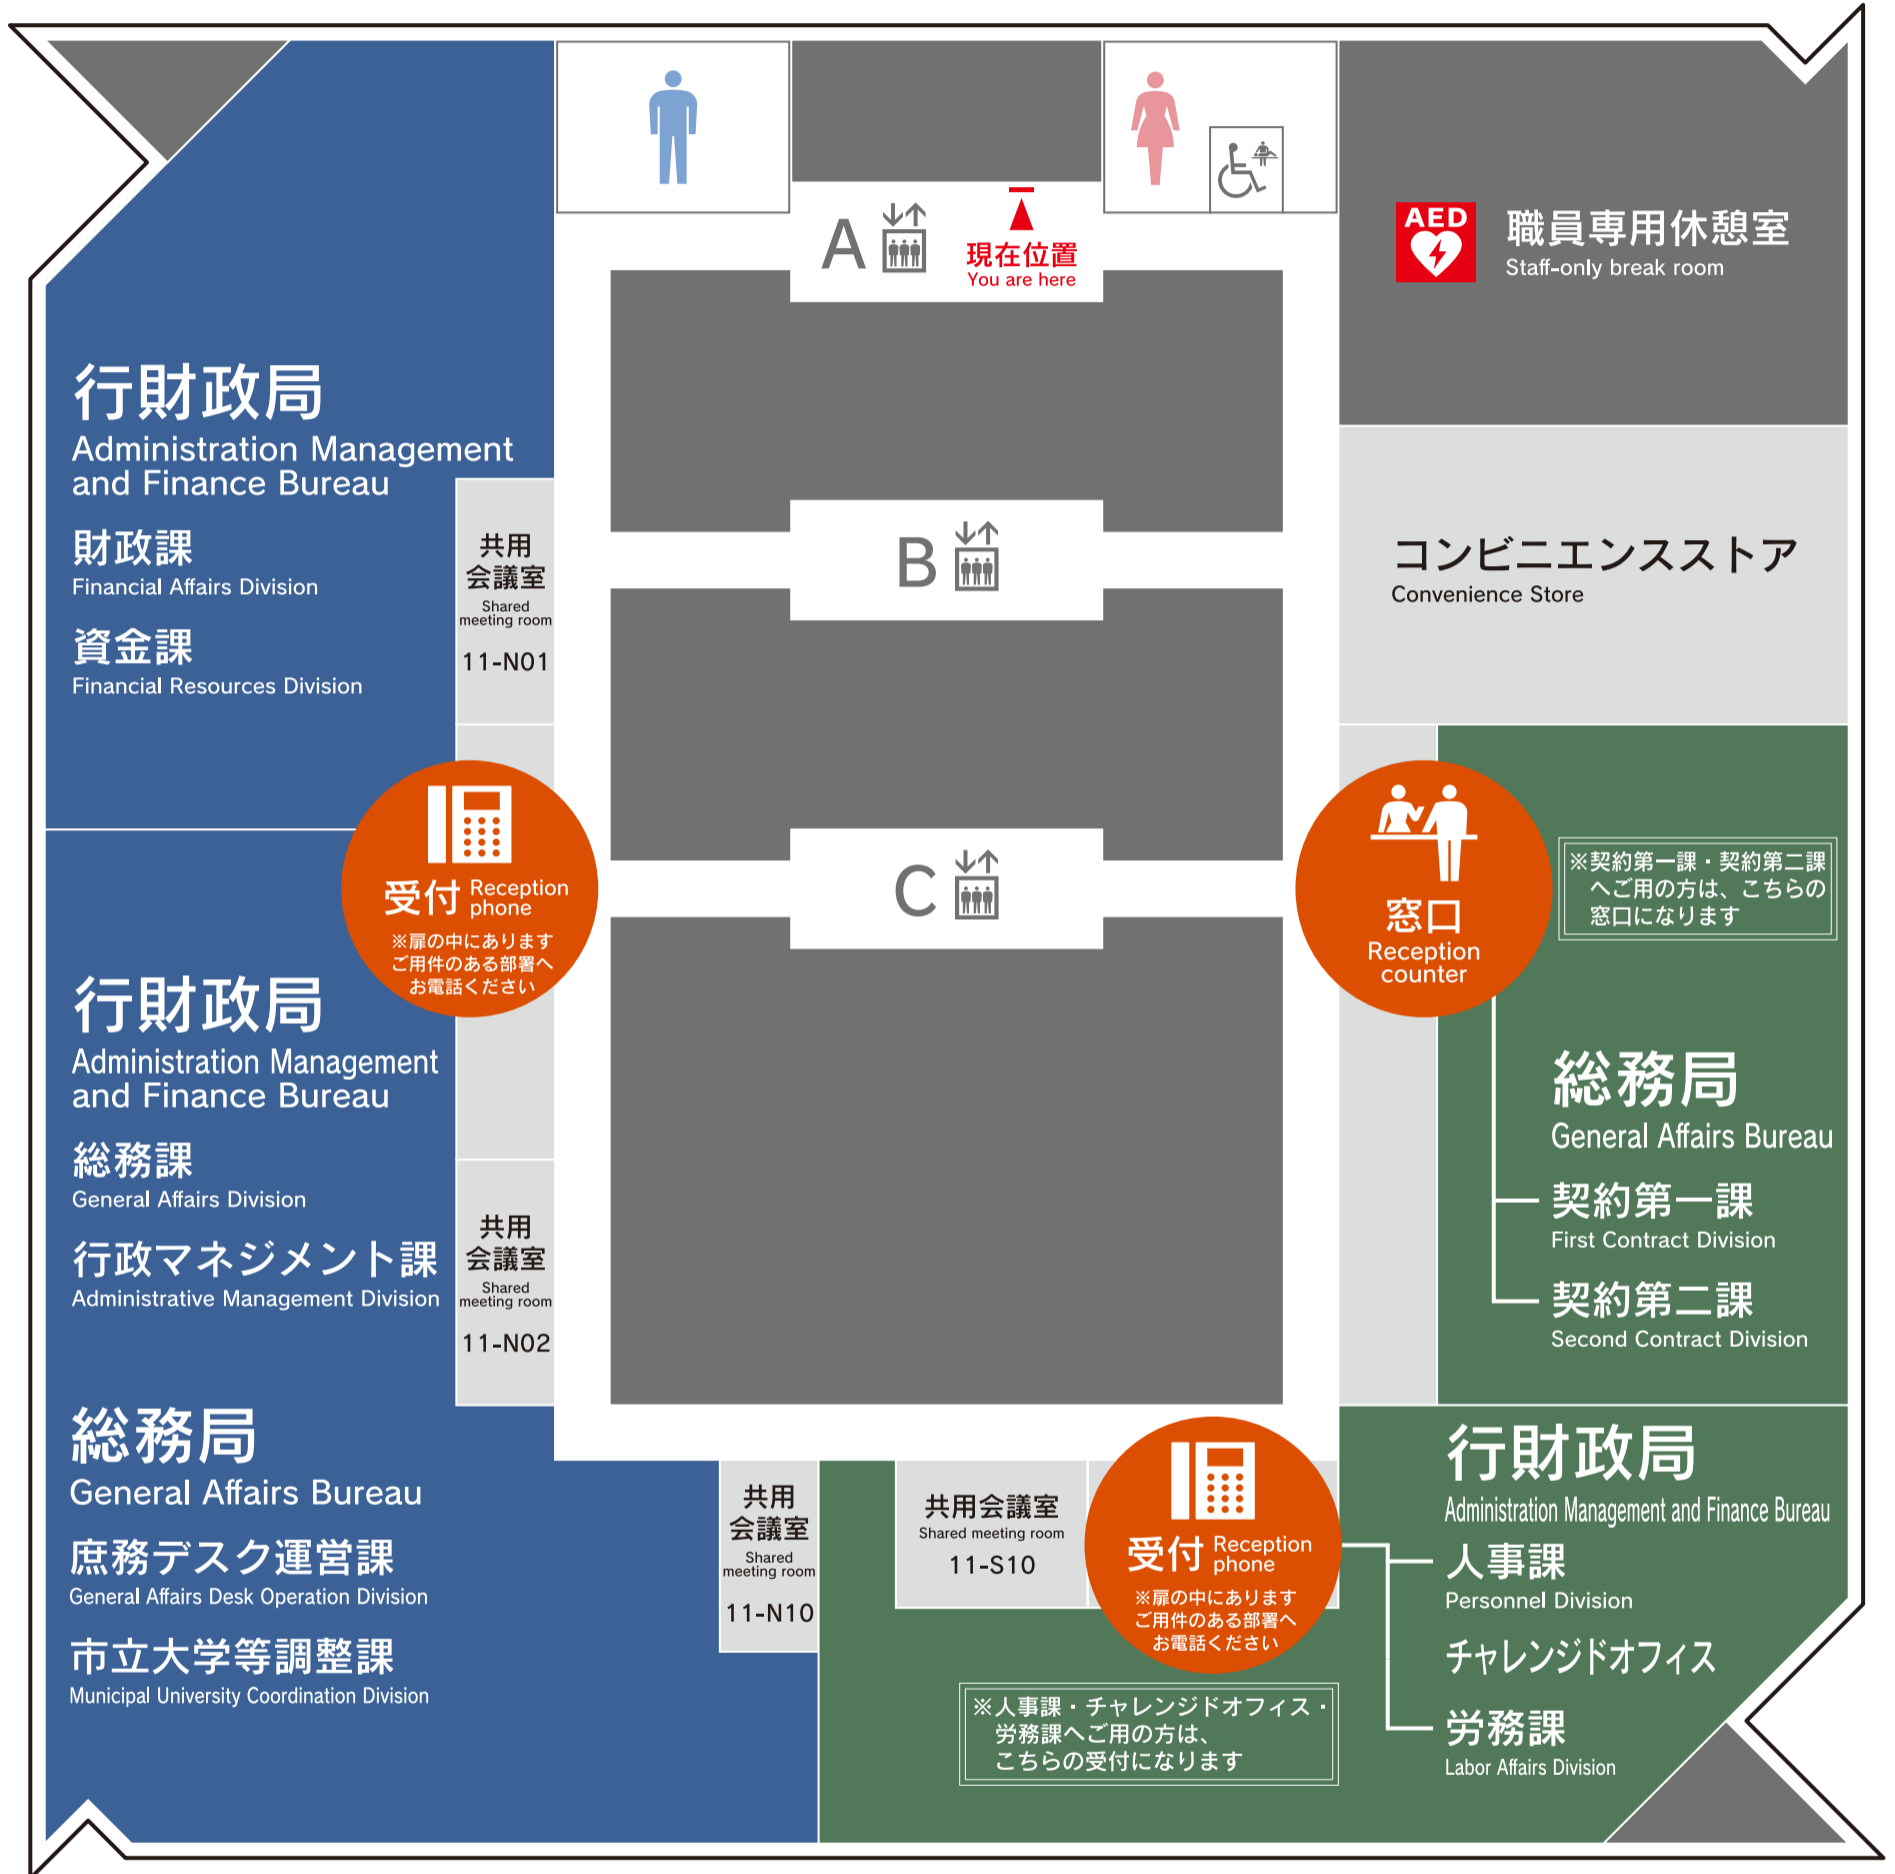 A
現在位置
You are here
AED
職員専用休憩室
Staff-only break room
行財政局
Administration Management
and Finance Bureau
財政課
Financial Affairs Division
資金課
Financial Resources Division
共用
会議室
Shared
meeting room
11-N01
B
コンビニエンスストア
Convenience Store
受付 Reception
phone
※扉の中にあります
ご用件のある部署へ
お電話ください
C
窓口
Reception
counter
※契約第一課・契約第二課
へご用の方は、こちらの
窓口になります
行財政局
Administration Management
and Finance Bureau
総務課
General Affairs Division
行政マネジメント課
Administrative Management Division
共用
会議室
Shared
meeting room
11-N02
総務局
General Affairs Bureau
契約第一課
First Contract Division
契約第二課
Second Contract Division
総務局
General Affairs Bureau
庶務デスク運営課
General Affairs Desk Operation Division
市立大学等調整課
Municipal University Coordination Division
共用
会議室
Shared
meeting room
11-N10
共用会議室
Shared meeting room
11-S10
受付 Reception
phone
※扉の中にあります
ご用件のある部署へ
お電話ください
行財政局
Administration Management and Finance Bureau
人事課
Personnel Division
チャレンジドオフィス
労務課
Labor Affairs Division
※人事課・チャレンジドオフィス・
労務課へご用の方は、
こちらの受付になります